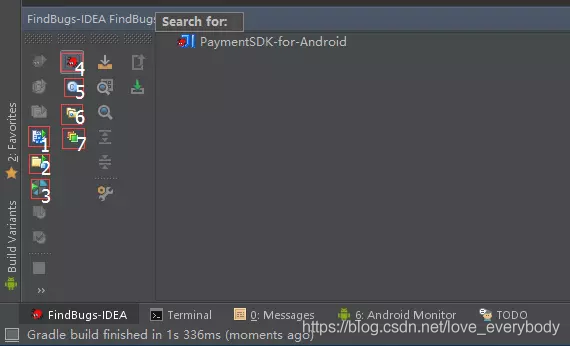 FindBugs-IDEA FindBugs
Search for:
PaymentSDK-for-Android
4
5
6
1
7
2
3
2: Favorites
Build Variants
FindBugs-IDEA
Terminal
0: Messages
6: Android Monitor
TODO
Gradle build finished in 1s 336ms (moments ago)
https://blog.csdn.net/love_everybody